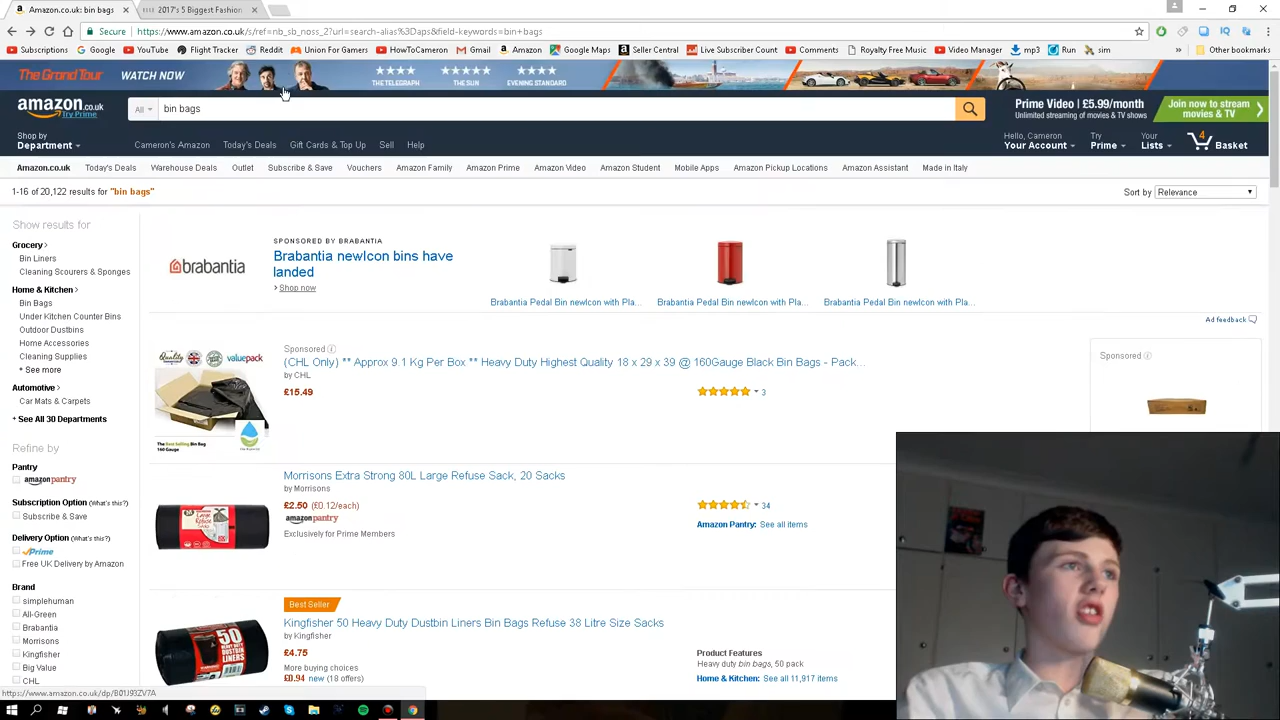 Amazon.co.uk: bin bags
2017's 5 Biggest Fashion
Secure
https://www.amazon.co.uk/s/ref=nb_sb_noss_2?url=search-alias%3Daps&field-keywords=bin+bags
Subscriptions Google YouTube Flight Tracker Reddit Union For Gamers HowToCameron Gmail Amazon Google Maps Seller Central Live Subscriber Count Comments Royalty Free Music Video Manager mp3 Run sim Other bookmarks
The Grand Tour WATCH NOW
THE TELEGRAPH THE SUN EVENING STANDARD
amazon.co.uk
Try Prime
All
bin bags
Prime Video | £5.99/month
Unlimited streaming of movies & TV
Join now to stream
movies & TV
Shop by
Department
Cameron's Amazon Today's Deals Gift Cards & Top Up Sell Help
Hello, Cameron
Your Account
Try
Prime
Your
Lists
4
Basket
Amazon.co.uk Today's Deals Warehouse Deals Outlet Subscribe & Save Vouchers Amazon Family Amazon Prime Amazon Video Amazon Student Mobile Apps Amazon Pickup Locations Amazon Assistant Made in Italy
1-16 of 20,122 results for "bin bags"
Sort by Relevance
Show results for
Grocery
Bin Liners
Cleaning Scourers & Sponges
Home & Kitchen
Bin Bags
Under Kitchen Counter Bins
Outdoor Dustbins
Home Accessories
Cleaning Supplies
+ See more
Automotive
Car Mats & Carpets
+ See All 30 Departments
Refine by
Pantry
amazonpantry
Subscription Option (What's this?)
Subscribe & Save
Delivery Option (What's this?)
Prime
Free UK Delivery by Amazon
Brand
simplehuman
All-Green
Brabantia
Morrisons
Kingfisher
Big Value
CHL
brabantia
SPONSORED BY BRABANTIA
Brabantia newIcon bins have
landed
Shop now
Brabantia Pedal Bin newIcon with Pla...
Brabantia Pedal Bin newIcon with Pla...
Brabantia Pedal Bin newIcon with Pla...
Ad feedback
Quality
valuepack
Sponsored
(CHL Only) ** Approx 9.1 Kg Per Box ** Heavy Duty Highest Quality 18 x 29 x 39 @ 160Gauge Black Bin Bags - Pack...
by CHL
£15.49
3
Sponsored
Morrisons Extra Strong 80L Large Refuse Sack, 20 Sacks
by Morrisons
£2.50 (£0.12/each)
amazonpantry
Exclusively for Prime Members
34
Amazon Pantry: See all items
Best Seller
Kingfisher 50 Heavy Duty Dustbin Liners Bin Bags Refuse 38 Litre Size Sacks
by Kingfisher
£4.75
More buying choices
£0.94 new (18 offers)
Product Features
Heavy duty bin bags, 50 pack
Home & Kitchen: See all 11,917 items
50
HEAVY DUTY
DUSTBIN
LINERS
https://www.amazon.co.uk/dp/B01J93ZV7A